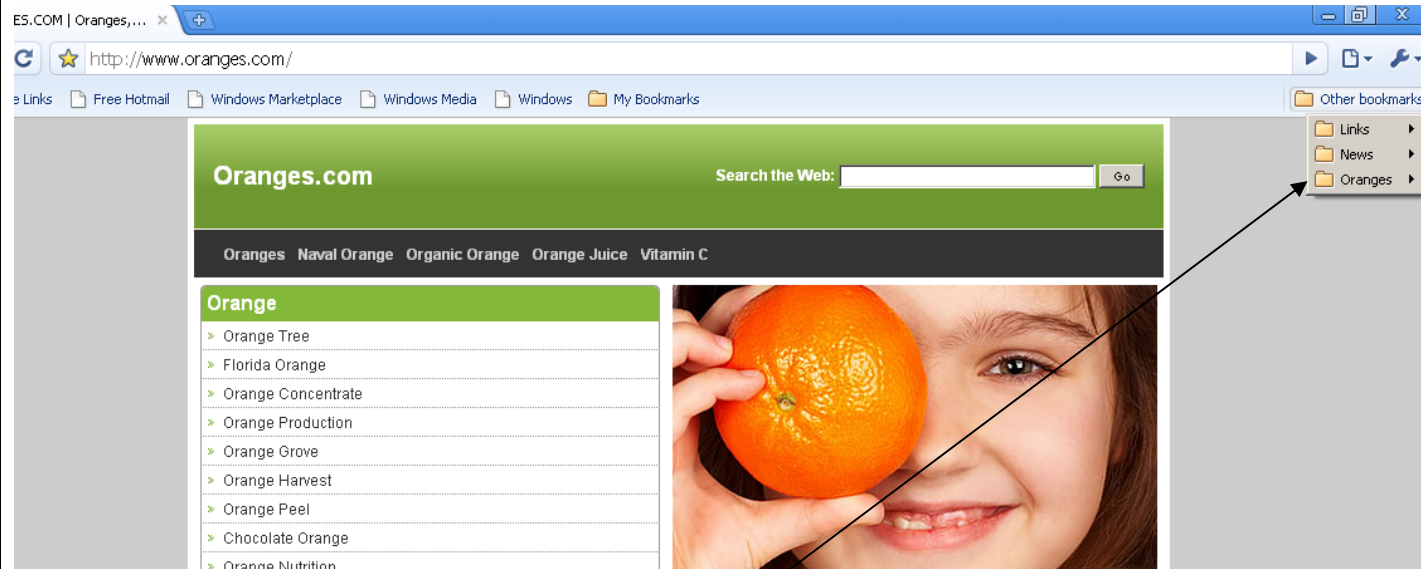 ES.COM | Oranges,...
http://www.oranges.com/
e Links Free Hotmail Windows Marketplace Windows Media Windows My Bookmarks Other bookmarks
Links
News
Oranges
Oranges.com Search the Web: Go
Oranges Naval Orange Organic Orange Orange Juice Vitamin C
Orange
» Orange Tree
» Florida Orange
» Orange Concentrate
» Orange Production
» Orange Grove
» Orange Harvest
» Orange Peel
» Chocolate Orange
» Orange Nutrition